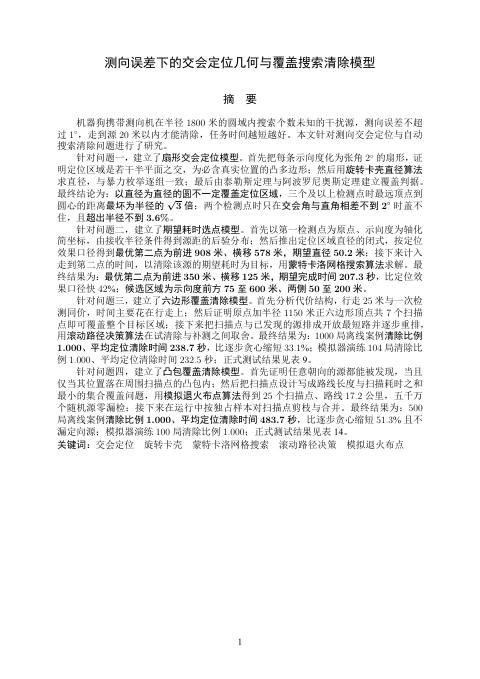 测向误差下的交会定位几何与覆盖搜索清除模型
摘 要
机器狗携带测向机在半径 1800 米的圆域内搜索个数未知的干扰源，测向误差不超
过 1°，走到源 20 米以内才能清除，任务时间越短越好。本文针对测向交会定位与自动
搜索清除问题进行了研究。
针对问题一，建立了扇形交会定位模型。首先把每条示向度化为张角 2° 的扇形，证
明定位区域是若干半平面之交，为必含真实位置的凸多边形；然后用旋转卡壳直径算法
求直径，与暴力枚举逐组一致；最后由泰勒斯定理与阿波罗尼奥斯定理建立覆盖判据。
最终结论为：以直径为直径的圆不一定覆盖定位区域，三个及以上检测点时最远顶点到
圆心的距离最坏为半径的 √3 倍；两个检测点时只在交会角与直角相差不到 2° 时盖不
住，且超出半径不到 3.6%。
针对问题二，建立了期望耗时选点模型。首先以第一检测点为原点、示向度为轴化
简坐标，由接收半径条件得到源距的后验分布；然后推出定位区域直径的闭式，按定位
效果口径得到最优第二点为前进 908 米、横移 578 米，期望直径 50.2 米；接下来计入
走到第二点的时间，以清除该源的期望耗时为目标，用蒙特卡洛网格搜索算法求解。最
终结果为：最优第二点为前进 350 米、横移 125 米，期望完成时间 207.3 秒，比定位效
果口径快 42%；候选区域为示向度前方 75 至 600 米、两侧 50 至 200 米。
针对问题三，建立了六边形覆盖清除模型。首先分析代价结构，行走 25 米与一次检
测同价，时间主要花在行走上；然后证明原点加半径 1150 米正六边形顶点共 7 个扫描
点即可覆盖整个目标区域；接下来把扫描点与已发现的源排成开放最短路并逐步重排，
用滚动路径决策算法在试清除与补测之间取舍。最终结果为：1000 局离线案例清除比例
1.000、平均定位清除时间 238.7 秒，比逐步贪心缩短 33.1%；模拟器演练 104 局清除比
例 1.000、平均定位清除时间 232.5 秒；正式测试结果见表 9。
针对问题四，建立了凸包覆盖清除模型。首先证明任意朝向的源都能被发现，当且
仅当其位置落在周围扫描点的凸包内；然后把扫描点设计写成路线长度与扫描耗时之和
最小的集合覆盖问题，用模拟退火布点算法得到 25 个扫描点、路线 17.2 公里，五千万
个随机源零漏检；接下来在运行中按独占样本对扫描点剪枝与合并。最终结果为：500
局离线案例清除比例 1.000、平均定位清除时间 483.7 秒，比逐步贪心缩短 51.3% 且不
漏定向源；模拟器演练 100 局清除比例 1.000；正式测试结果见表 14。
关键词：交会定位 旋转卡壳 蒙特卡洛网格搜索 滚动路径决策 模拟退火布点
1